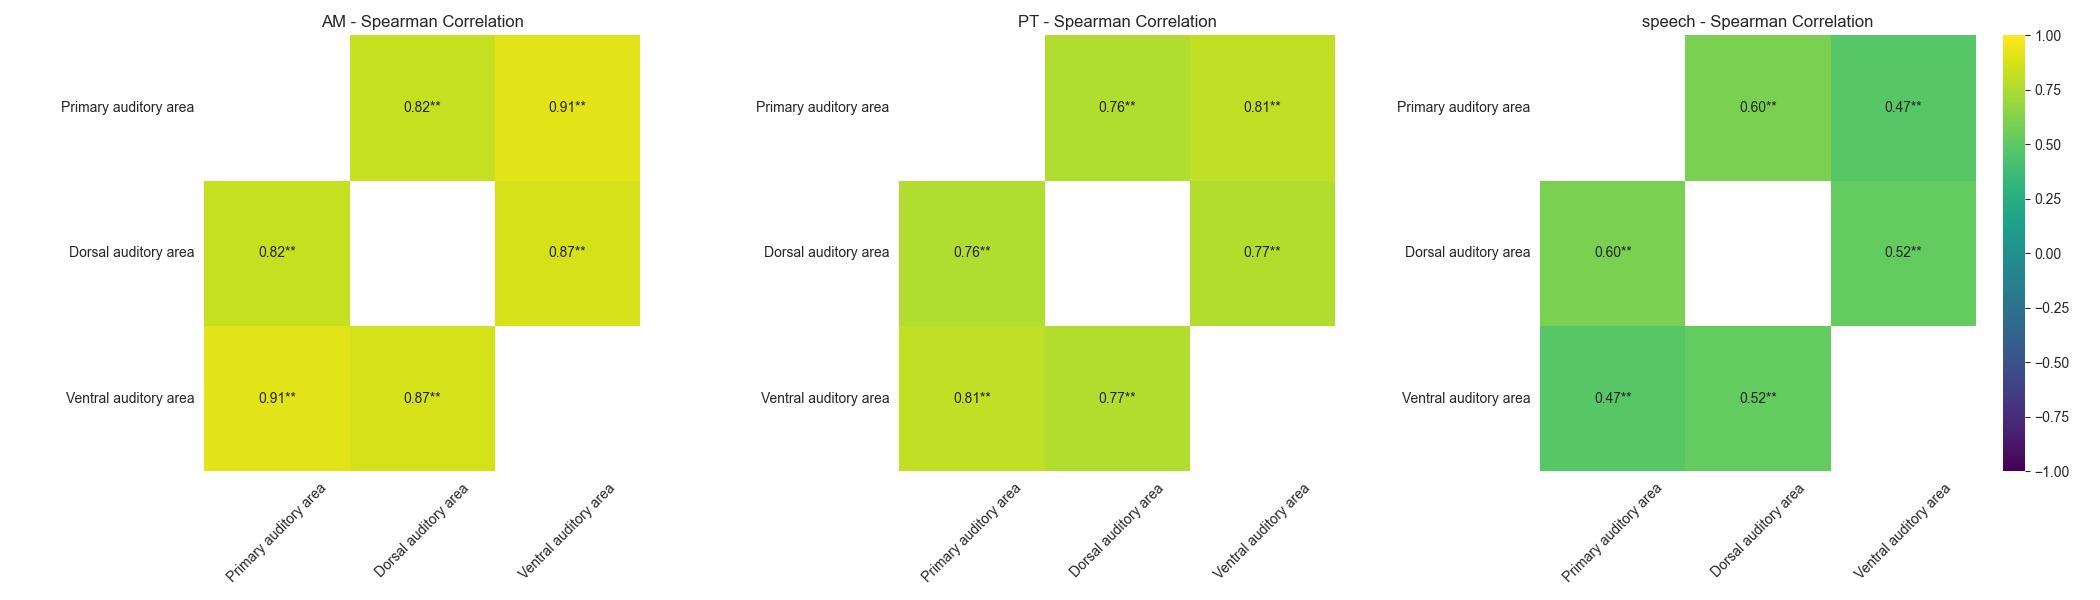 AM - Spearman Correlation
Primary auditory area
0.82**
0.91**
Dorsal auditory area
0.82**
0.87**
Ventral auditory area
0.91**
0.87**
Primary auditory area
Dorsal auditory area
Ventral auditory area
PT - Spearman Correlation
Primary auditory area
0.76**
0.81**
Dorsal auditory area
0.76**
0.77**
Ventral auditory area
0.81**
0.77**
Primary auditory area
Dorsal auditory area
Ventral auditory area
speech - Spearman Correlation
Primary auditory area
0.60**
0.47**
Dorsal auditory area
0.60**
0.52**
Ventral auditory area
0.47**
0.52**
Primary auditory area
Dorsal auditory area
Ventral auditory area
1.00
0.75
0.50
0.25
0.00
−0.25
−0.50
−0.75
−1.00